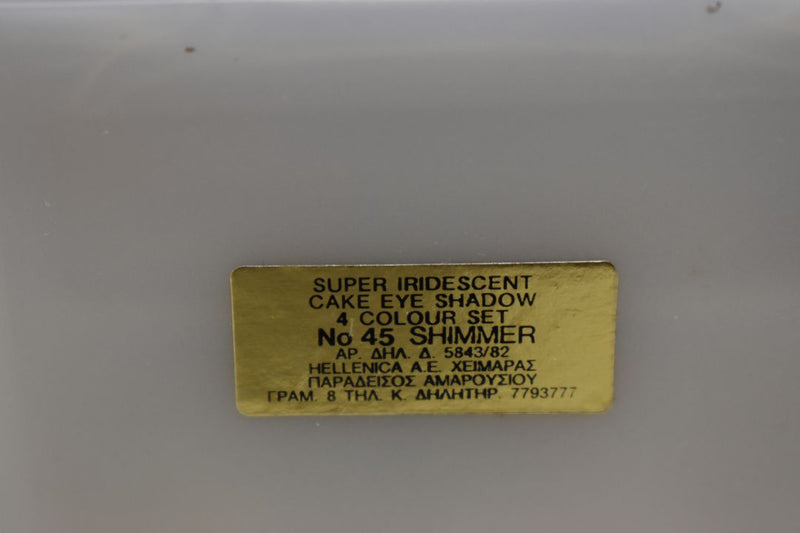 SUPER IRIDESCENT
CAKE EYE SHADOW
4 COLOUR SET
No 45 SHIMMER
ΑΡ. ΔΗΛ. Δ. 5843/82
HELLENICA A.E. ΧΕΙΜΑΡΑΣ
ΠΑΡΑΔΕΙΣΟΣ ΑΜΑΡΟΥΣΙΟΥ
ΓΡΑΜ. 8 ΤΗΛ. Κ. ΔΗΛΗΤΗΡ. 7793777